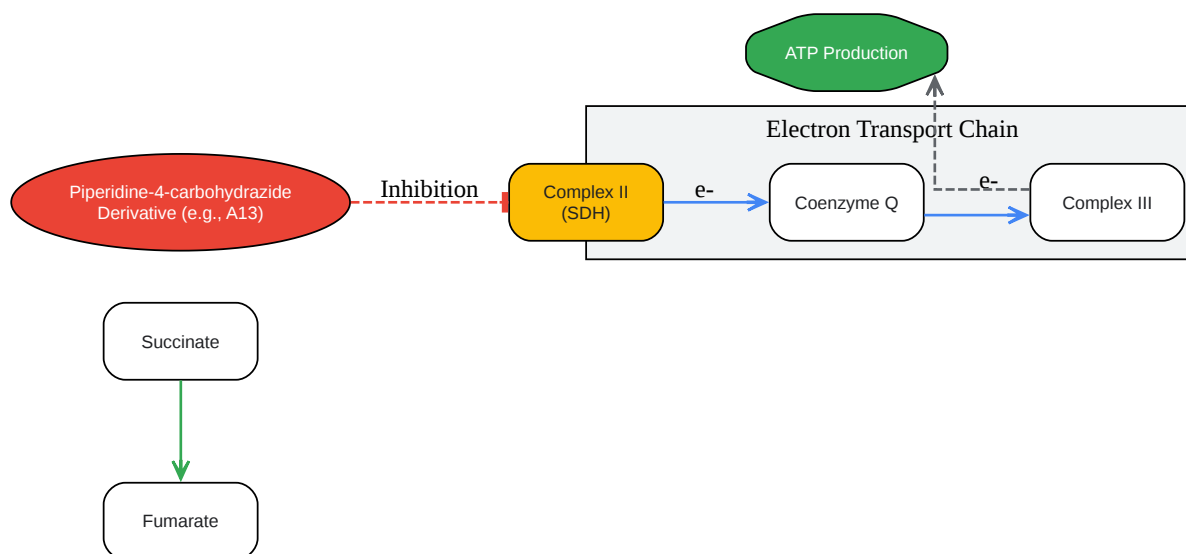 ATP Production
Electron Transport Chain
Piperidine-4-carbohydrazide
Derivative (e.g., A13)
Inhibition
Complex II
(SDH)
e-
Coenzyme Q
e-
Complex III
Succinate
Fumarate